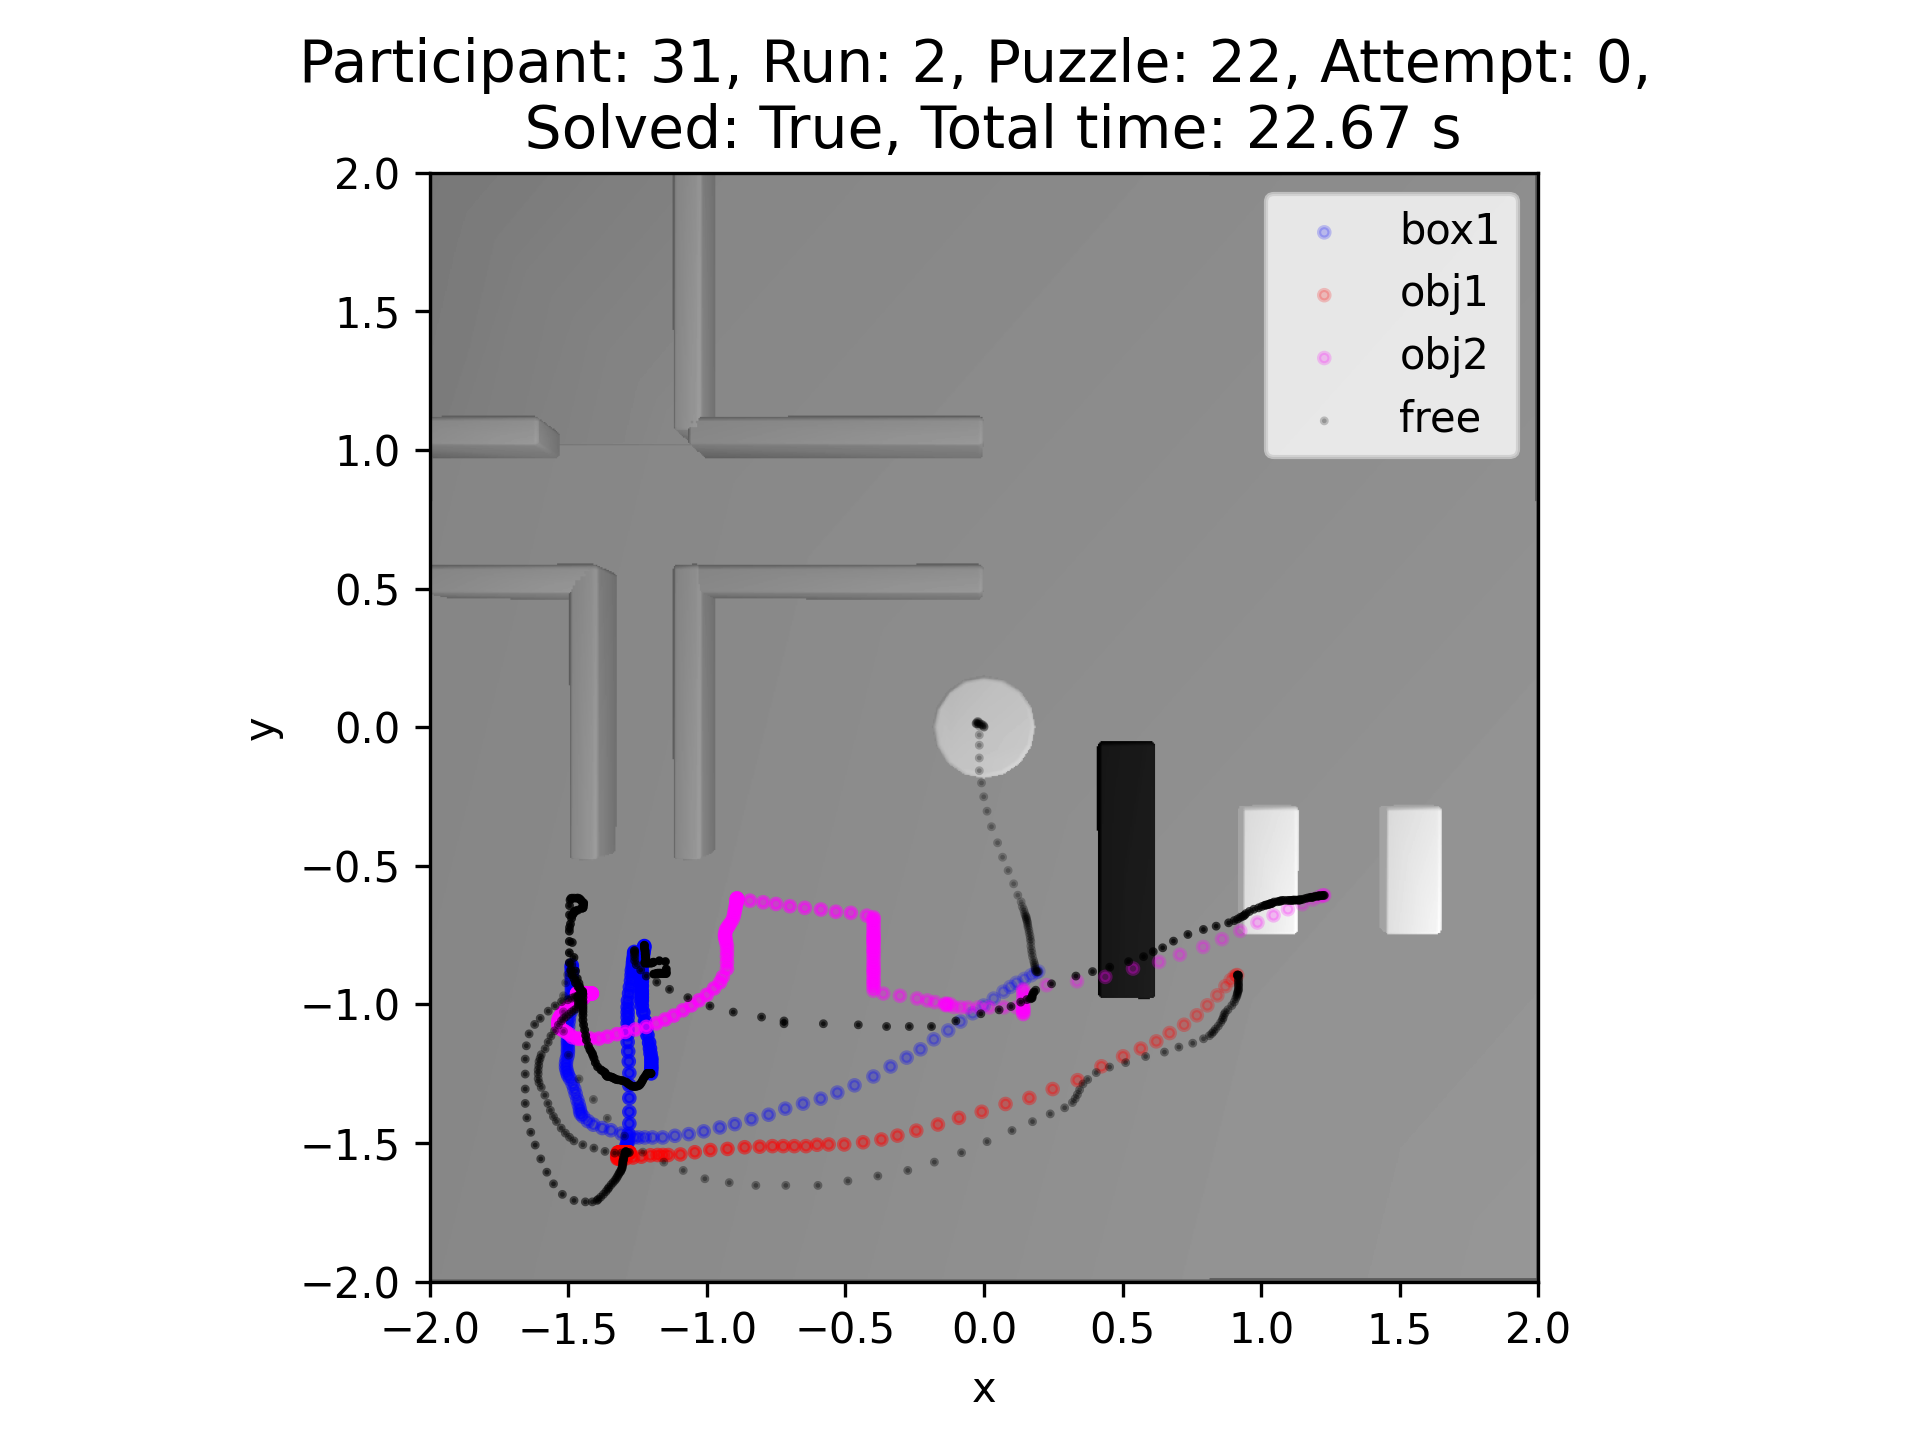 Participant: 31, Run: 2, Puzzle: 22, Attempt: 0,
Solved: True, Total time: 22.67 s
2.0
1.5
1.0
0.5
0.0
−0.5
−1.0
−1.5
−2.0
y
box1
obj1
obj2
free
−2.0 −1.5 −1.0 −0.5 0.0 0.5 1.0 1.5 2.0
x